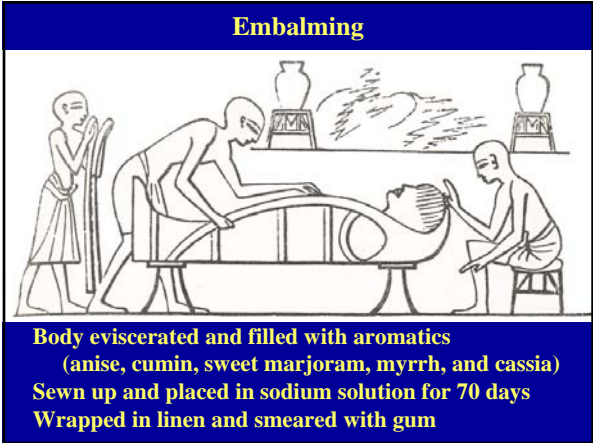 Embalming
Body eviscerated and filled with aromatics
(anise, cumin, sweet marjoram, myrrh, and cassia)
Sewn up and placed in sodium solution for 70 days
Wrapped in linen and smeared with gum